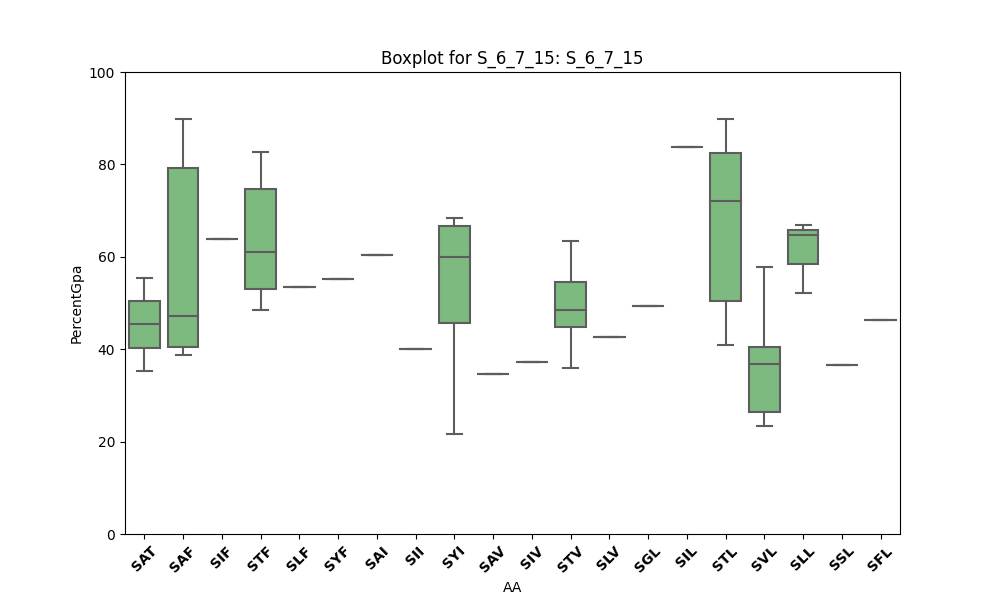 Boxplot for S_6_7_15: S_6_7_15
100
80
60
40
20
0
PercentGpa
SAT SAF SIF STF SLF SYF SAI SII SYI SAV SIV STV SLV SGL SIL STL SVL SLL SSL SFL
AA